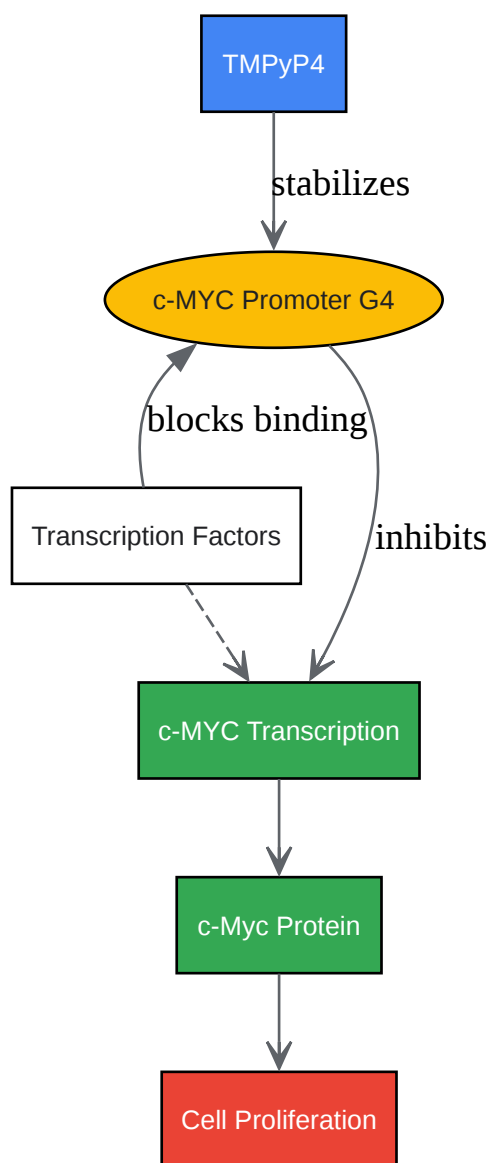 TMPyP4
stabilizes
c-MYC Promoter G4
blocks binding
Transcription Factors
inhibits
c-MYC Transcription
c-Myc Protein
Cell Proliferation